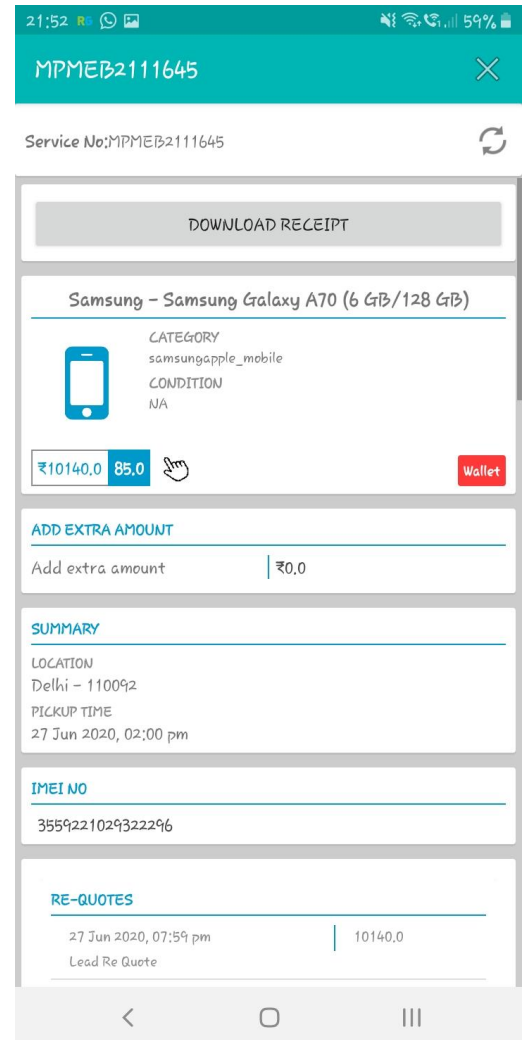 21:52 RG 59%
MPMEB2111645
Service No:MPMEB2111645
DOWNLOAD RECEIPT
Samsung - Samsung Galaxy A70 (6 GB/128 GB)
CATEGORY
samsungapple_mobile
CONDITION
NA
₹10140.0 85.0 Wallet
ADD EXTRA AMOUNT
Add extra amount ₹0.0
SUMMARY
LOCATION
Delhi - 110092
PICKUP TIME
27 Jun 2020, 02:00 pm
IMEI NO
3559221029322296
RE-QUOTES
27 Jun 2020, 07:59 pm 10140.0
Lead Re Quote